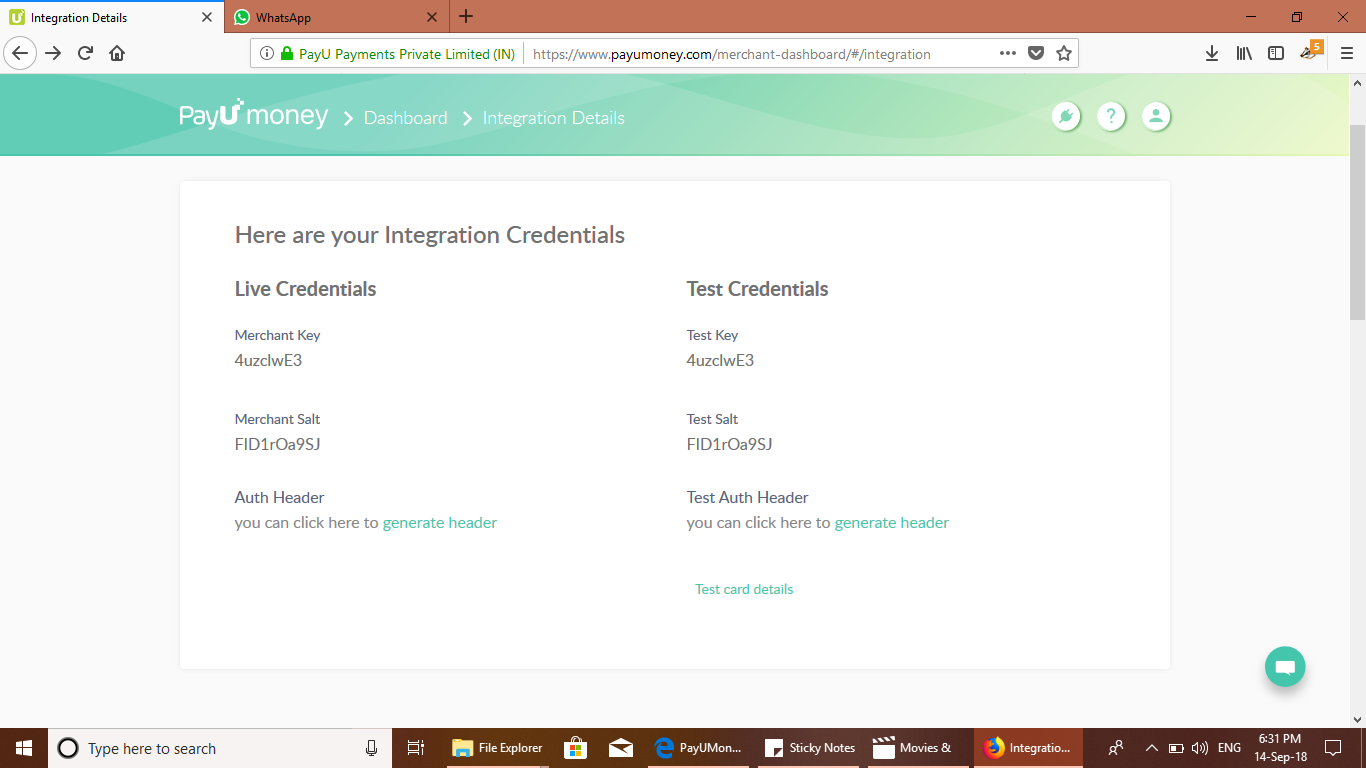 Integration Details
WhatsApp
PayU Payments Private Limited (IN)
https://www.payumoney.com/merchant-dashboard/#/integration
5
PayUmoney
Dashboard
Integration Details
?
Here are your Integration Credentials
Live Credentials
Merchant Key
4uzclwE3
Merchant Salt
FID1rOa9SJ
Auth Header
you can click here to generate header
Test Credentials
Test Key
4uzclwE3
Test Salt
FID1rOa9SJ
Test Auth Header
you can click here to generate header
Test card details
Type here to search
File Explorer
PayUMon...
Sticky Notes
Movies &
Integratio...
ENG
6:31 PM
14-Sep-18